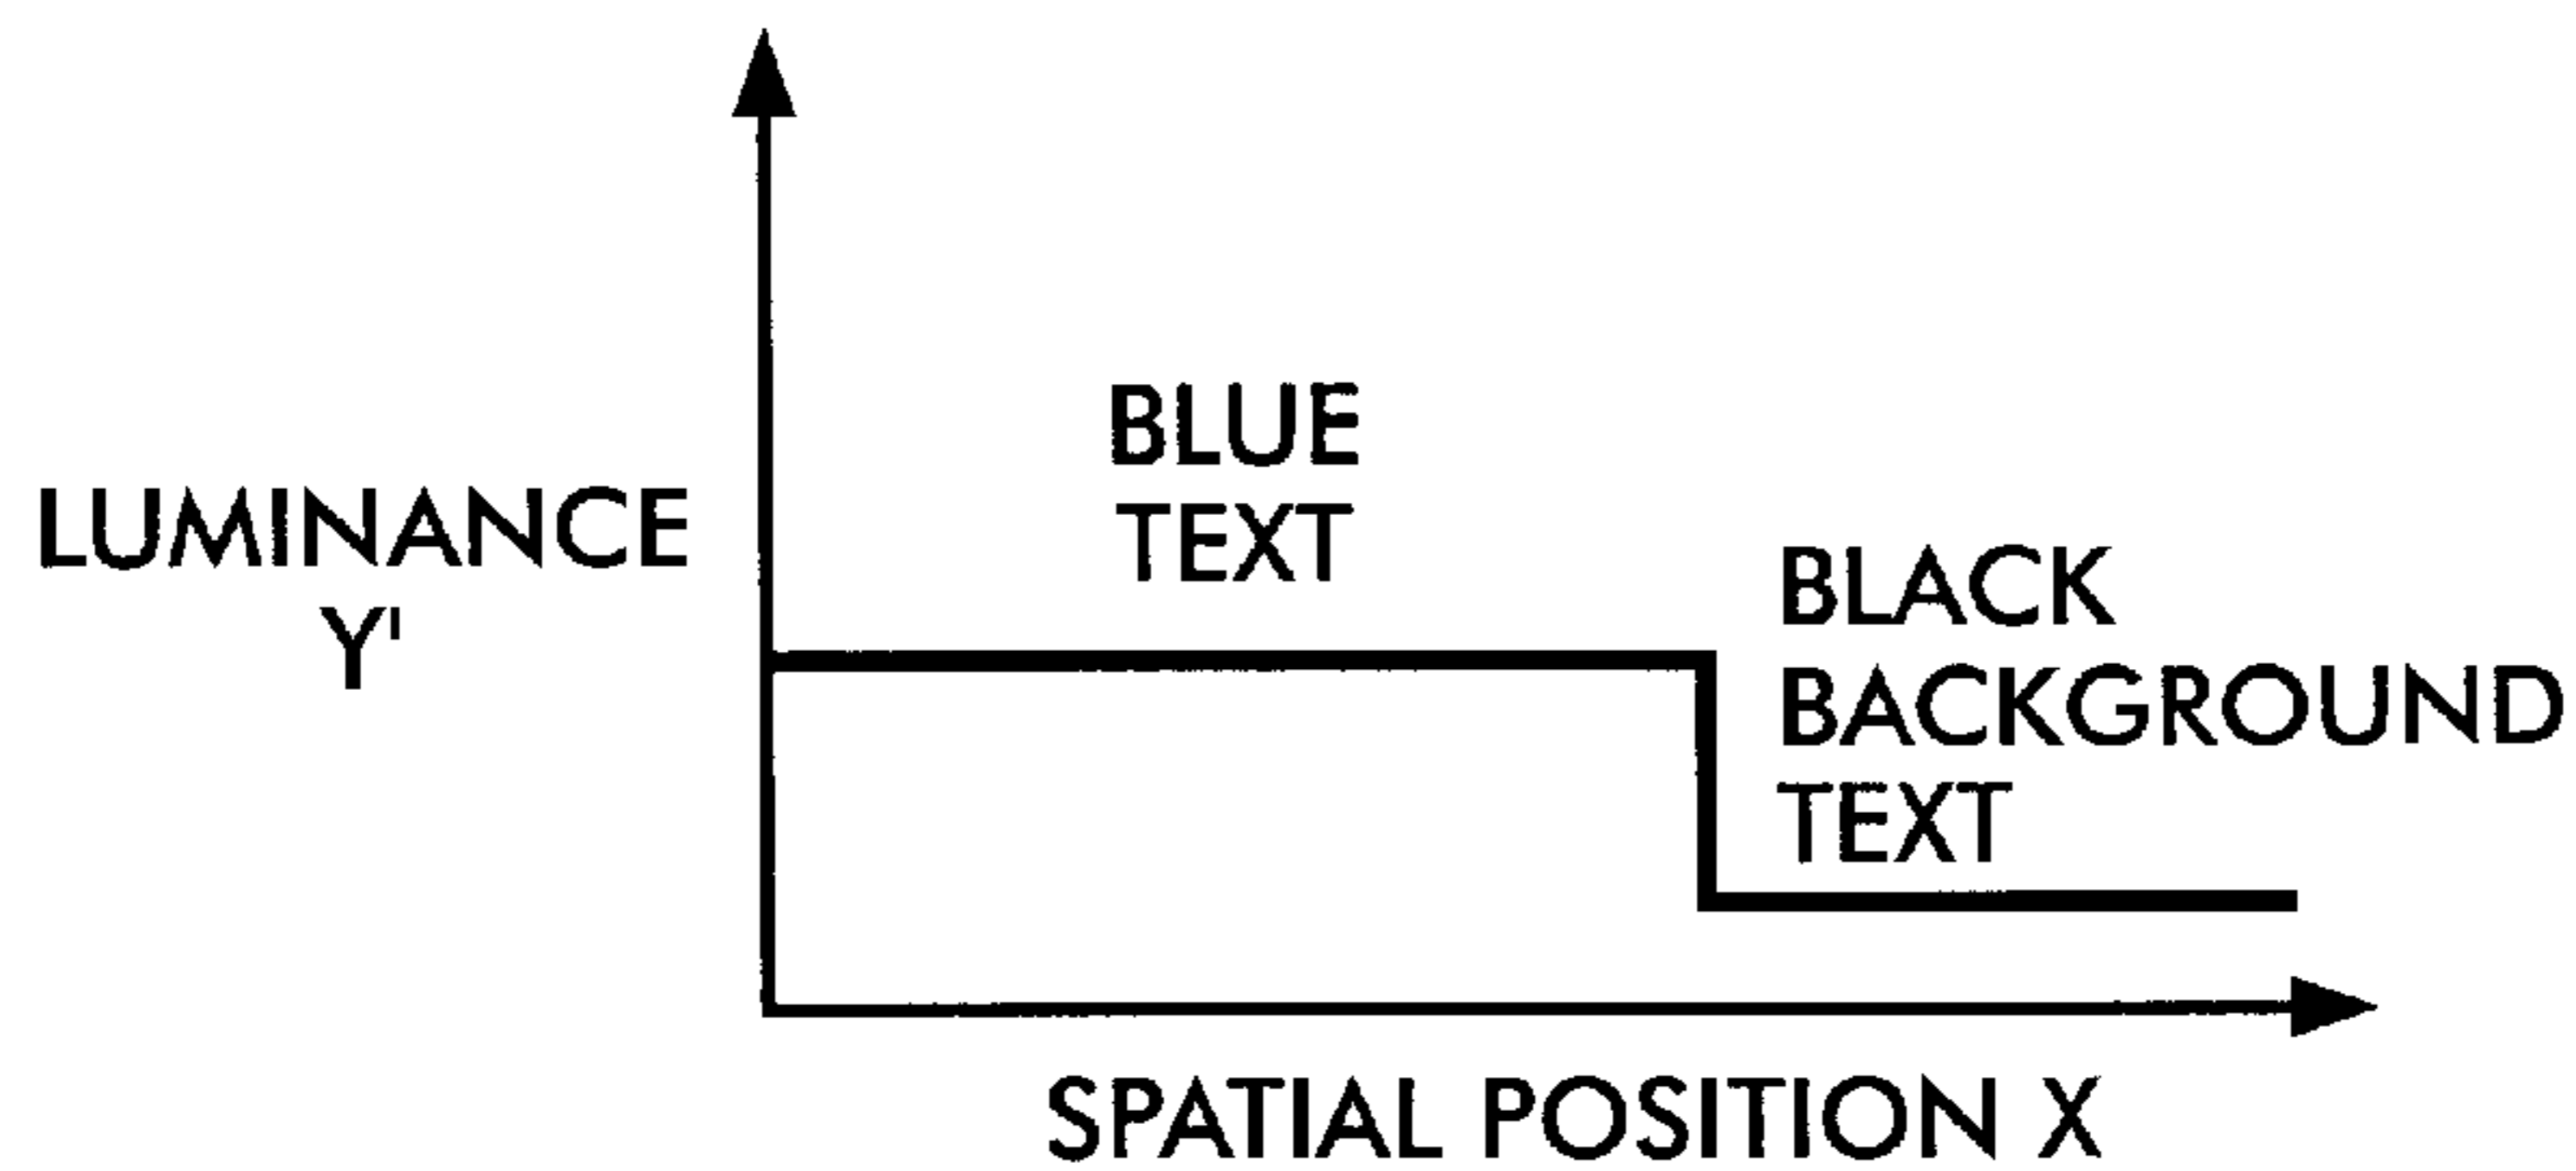 BLUE
TEXT
LUMINANCE
Y'
BLACK
BACKGROUND
TEXT
SPATIAL POSITION X